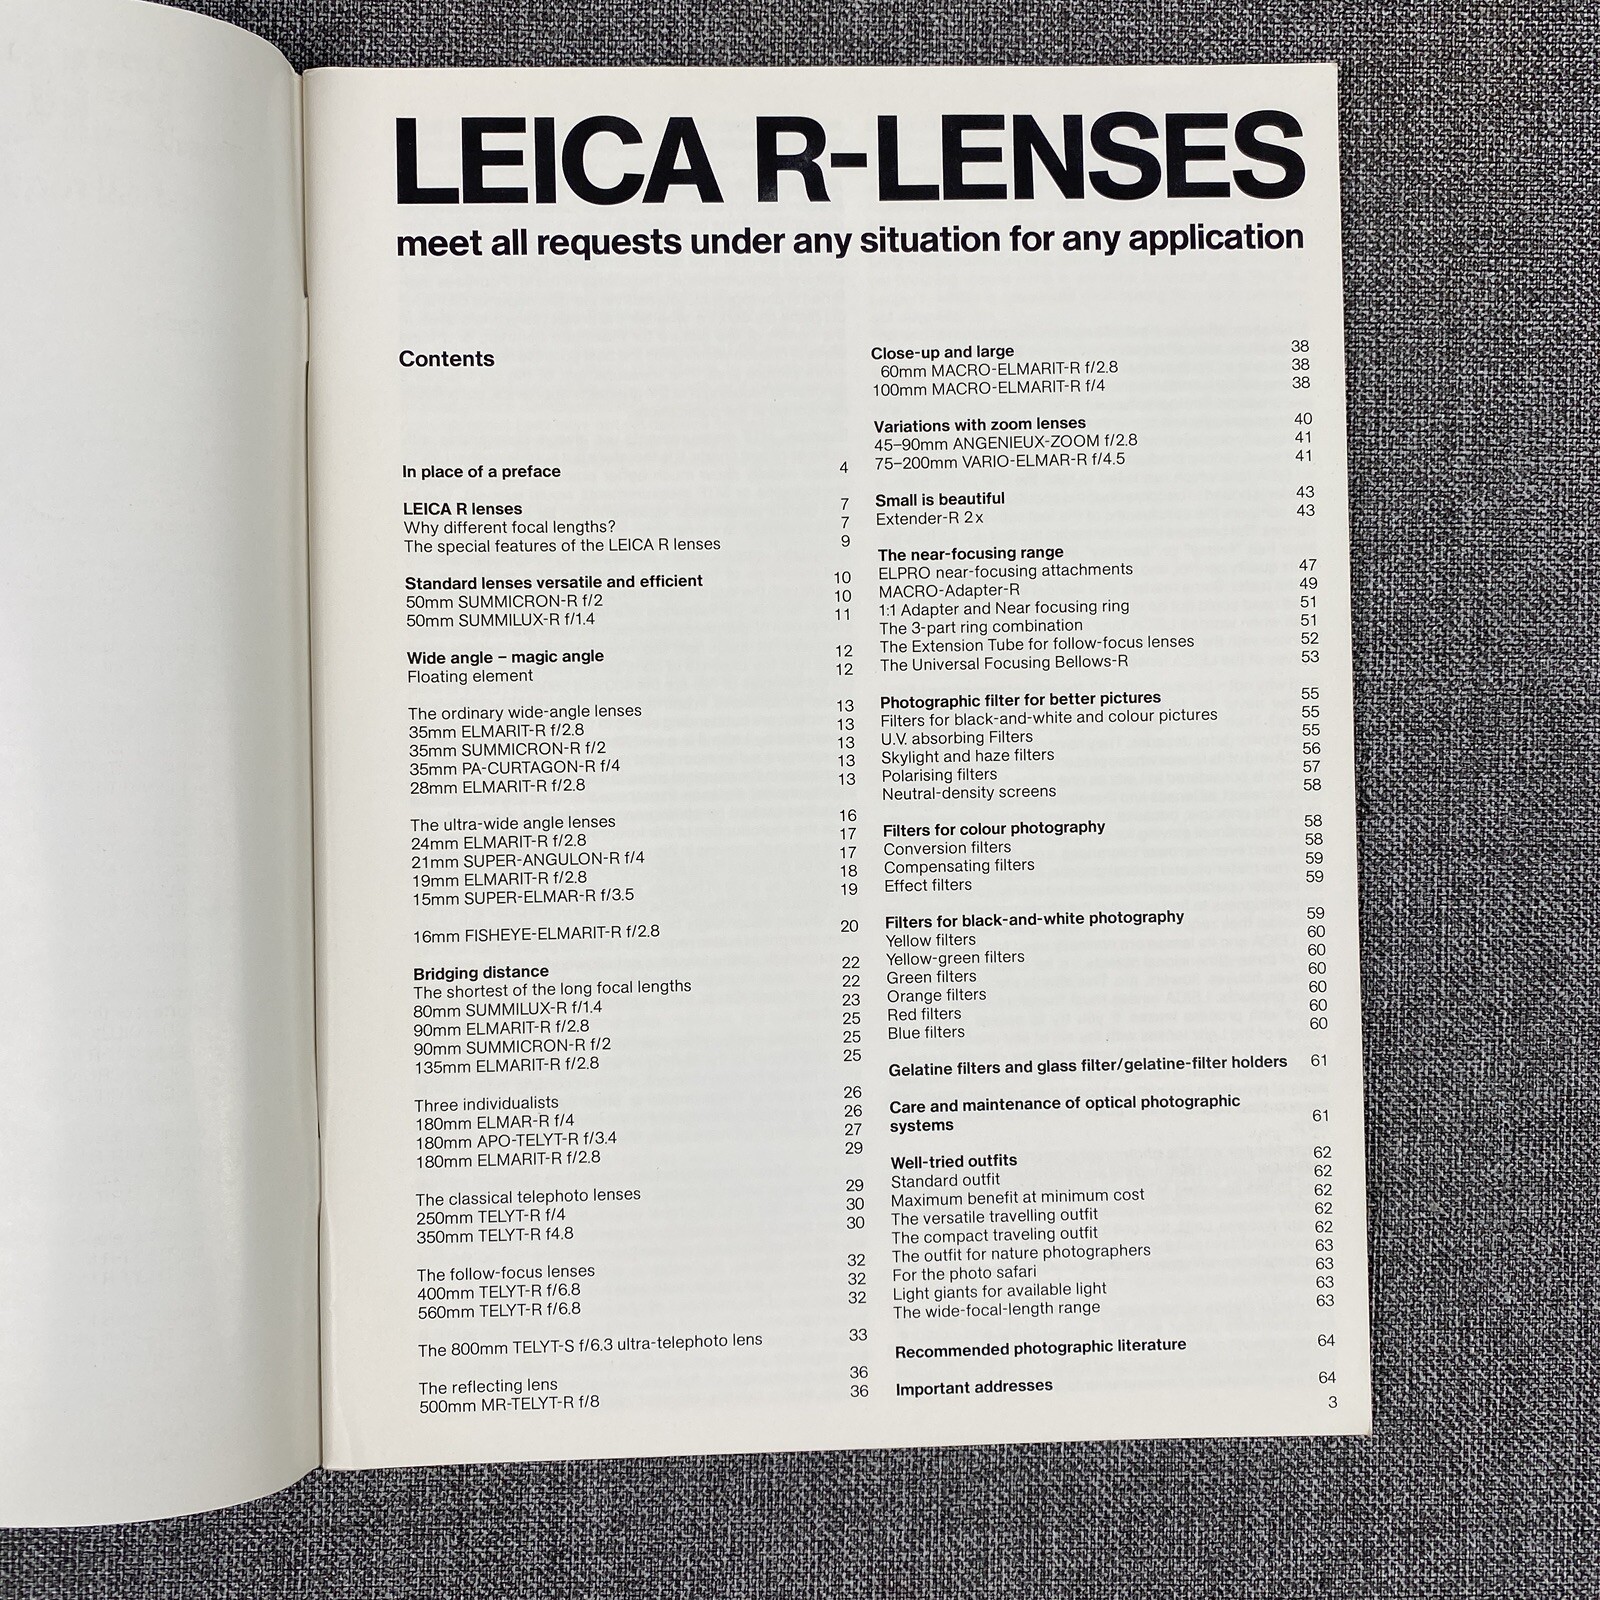 LEICA R-LENSES
meet all requests under any situation for any application
Contents
In place of a preface 4
LEICA R lenses 7
Why different focal lengths? 7
The special features of the LEICA R lenses 9
Standard lenses versatile and efficient 10
50mm SUMMICRON-R f/2 10
50mm SUMMILUX-R f/1.4 11
Wide angle – magic angle 12
Floating element 12
The ordinary wide-angle lenses 13
35mm ELMARIT-R f/2.8 13
35mm SUMMICRON-R f/2 13
35mm PA-CURTAGON-R f/4 13
28mm ELMARIT-R f/2.8 13
The ultra-wide angle lenses 16
24mm ELMARIT-R f/2.8 17
21mm SUPER-ANGULON-R f/4 17
19mm ELMARIT-R f/2.8 18
15mm SUPER-ELMAR-R f/3.5 19
16mm FISHEYE-ELMARIT-R f/2.8 20
Bridging distance 22
The shortest of the long focal lengths 22
80mm SUMMILUX-R f/1.4 23
90mm ELMARIT-R f/2.8 25
90mm SUMMICRON-R f/2 25
135mm ELMARIT-R f/2.8 25
Three individualists 26
180mm ELMAR-R f/4 26
180mm APO-TELYT-R f/3.4 27
180mm ELMARIT-R f/2.8 29
The classical telephoto lenses 29
250mm TELYT-R f/4 30
350mm TELYT-R f4.8 30
The follow-focus lenses 32
400mm TELYT-R f/6.8 32
560mm TELYT-R f/6.8 32
The 800mm TELYT-S f/6.3 ultra-telephoto lens 33
The reflecting lens 36
500mm MR-TELYT-R f/8 36
Close-up and large 38
60mm MACRO-ELMARIT-R f/2.8 38
100mm MACRO-ELMARIT-R f/4 38
Variations with zoom lenses 40
45–90mm ANGENIEUX-ZOOM f/2.8 41
75–200mm VARIO-ELMAR-R f/4.5 41
Small is beautiful 43
Extender-R 2x 43
The near-focusing range
ELPRO near-focusing attachments 47
MACRO-Adapter-R 49
1:1 Adapter and Near focusing ring 51
The 3-part ring combination 51
The Extension Tube for follow-focus lenses 52
The Universal Focusing Bellows-R 53
Photographic filter for better pictures 55
Filters for black-and-white and colour pictures 55
U.V. absorbing Filters 55
Skylight and haze filters 56
Polarising filters 57
Neutral-density screens 58
Filters for colour photography 58
Conversion filters 58
Compensating filters 59
Effect filters 59
Filters for black-and-white photography 59
Yellow filters 60
Yellow-green filters 60
Green filters 60
Orange filters 60
Red filters 60
Blue filters 60
Gelatine filters and glass filter/gelatine-filter holders 61
Care and maintenance of optical photographic
systems 61
Well-tried outfits 62
Standard outfit 62
Maximum benefit at minimum cost 62
The versatile travelling outfit 62
The compact traveling outfit 62
The outfit for nature photographers 63
For the photo safari 63
Light giants for available light 63
The wide-focal-length range 63
Recommended photographic literature 64
Important addresses 64
3